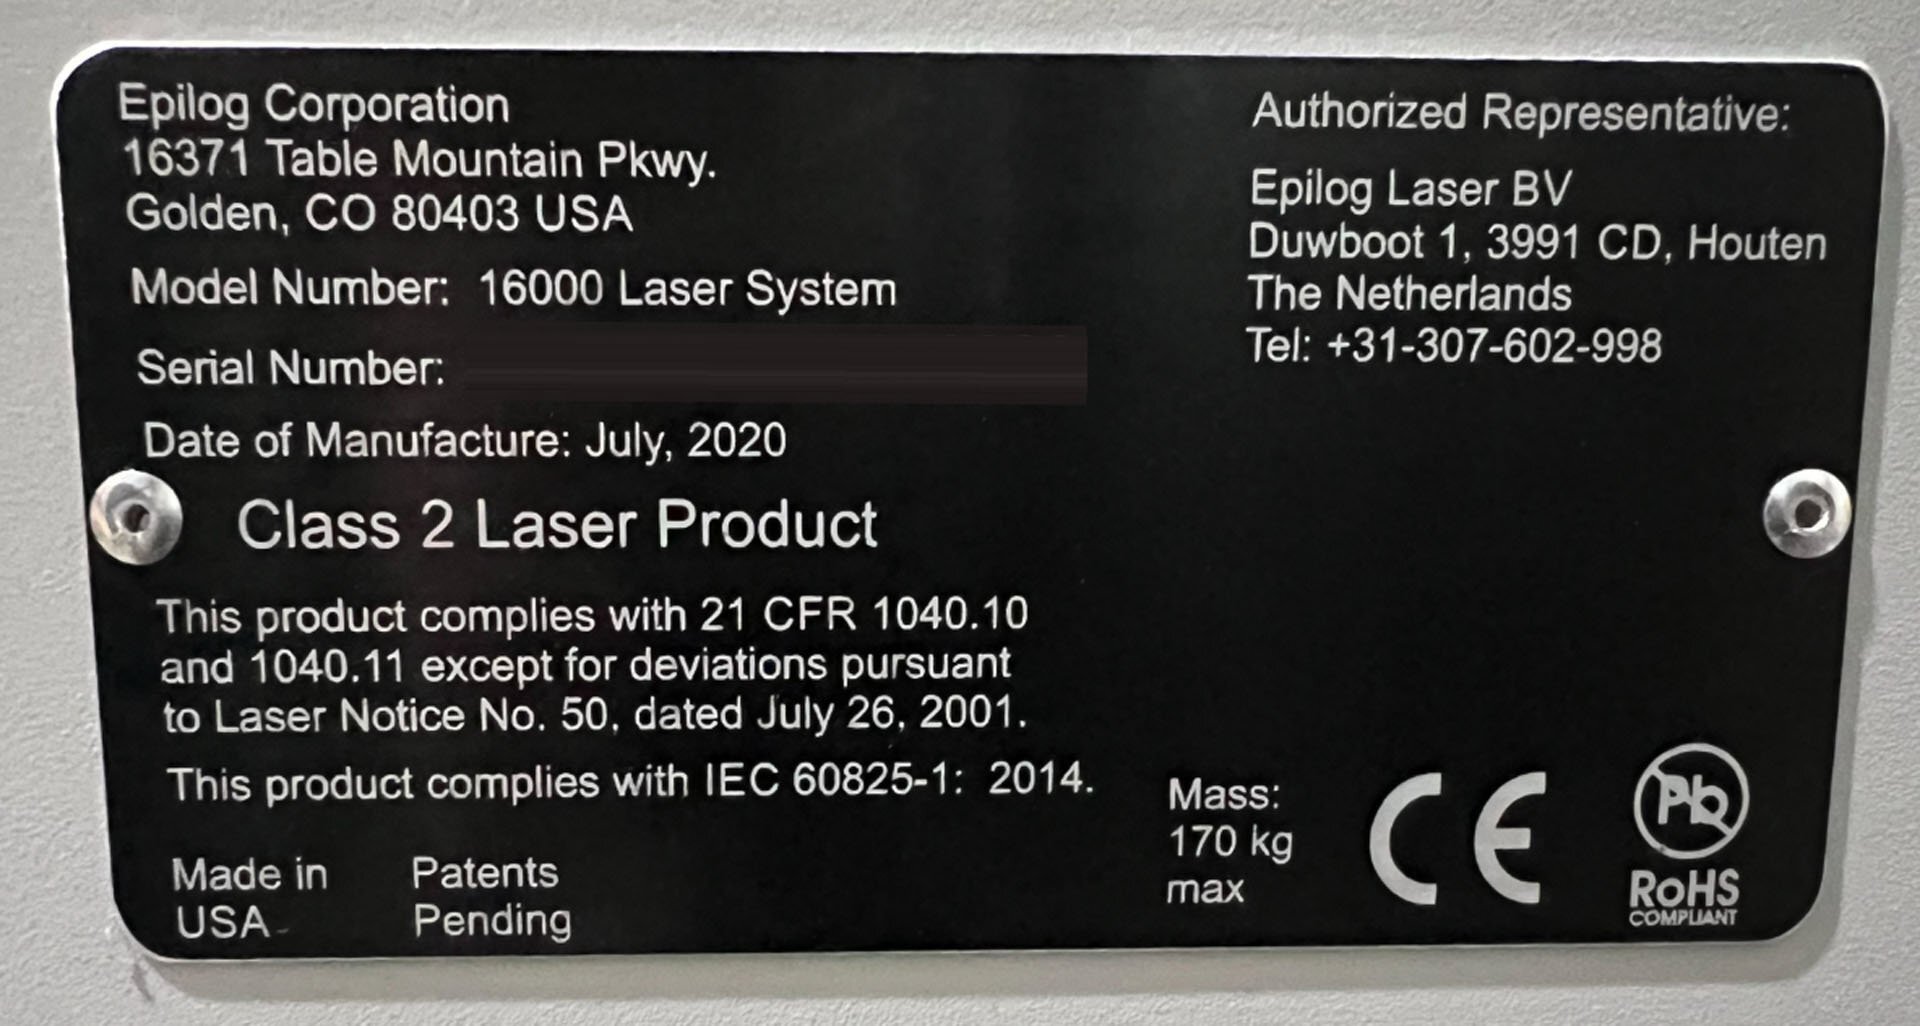 Epilog Corporation
16371 Table Mountain Pkwy.
Golden, CO 80403 USA
Model Number: 16000 Laser System
Serial Number:
Date of Manufacture: July, 2020
Class 2 Laser Product
This product complies with 21 CFR 1040.10
and 1040.11 except for deviations pursuant
to Laser Notice No. 50, dated July 26, 2001.
This product complies with IEC 60825-1: 2014.
Made in
USA
Patents
Pending
Authorized Representative:
Epilog Laser BV
Duwboot 1, 3991 CD, Houten
The Netherlands
Tel: +31-307-602-998
Mass:
170 kg
max
CE
Pb
RoHS
COMPLIANT